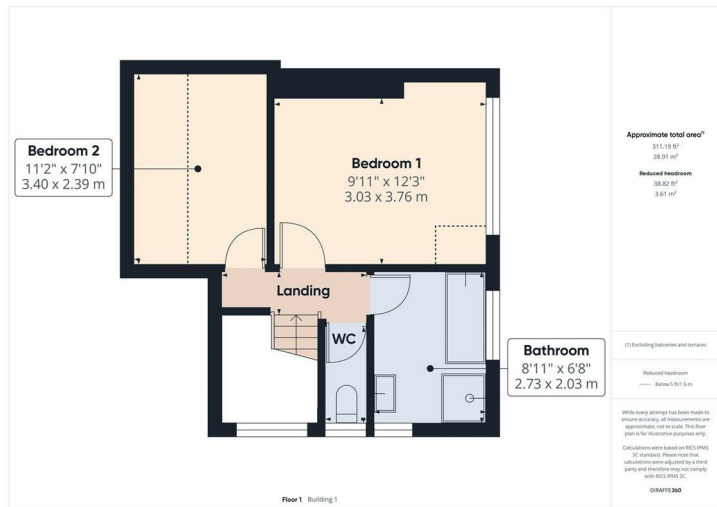 Bedroom 2
11'2" x 7'10"
3.40 x 2.39 m
Bedroom 1
9'11" x 12'3"
3.03 x 3.76 m
Landing
WC
Bathroom
8'11" x 6'8"
2.73 x 2.03 m
Floor 1 Building 1
Approximate total area⁽¹⁾
311.19 ft²
28.91 m²
Reduced headroom
38.82 ft²
3.61 m²
(1) Excluding balconies and terraces
Reduced headroom
Below 5 ft/1.5 m
While every attempt has been made to
ensure accuracy, all measurements are
approximate, not to scale. This floor
plan is for illustrative purposes only.
Calculations were based on RICS IPMS
3C standard. Please note that
calculations were adjusted by a third
party and therefore may not comply
with RICS IPMS 3C.
GIRAFFE360